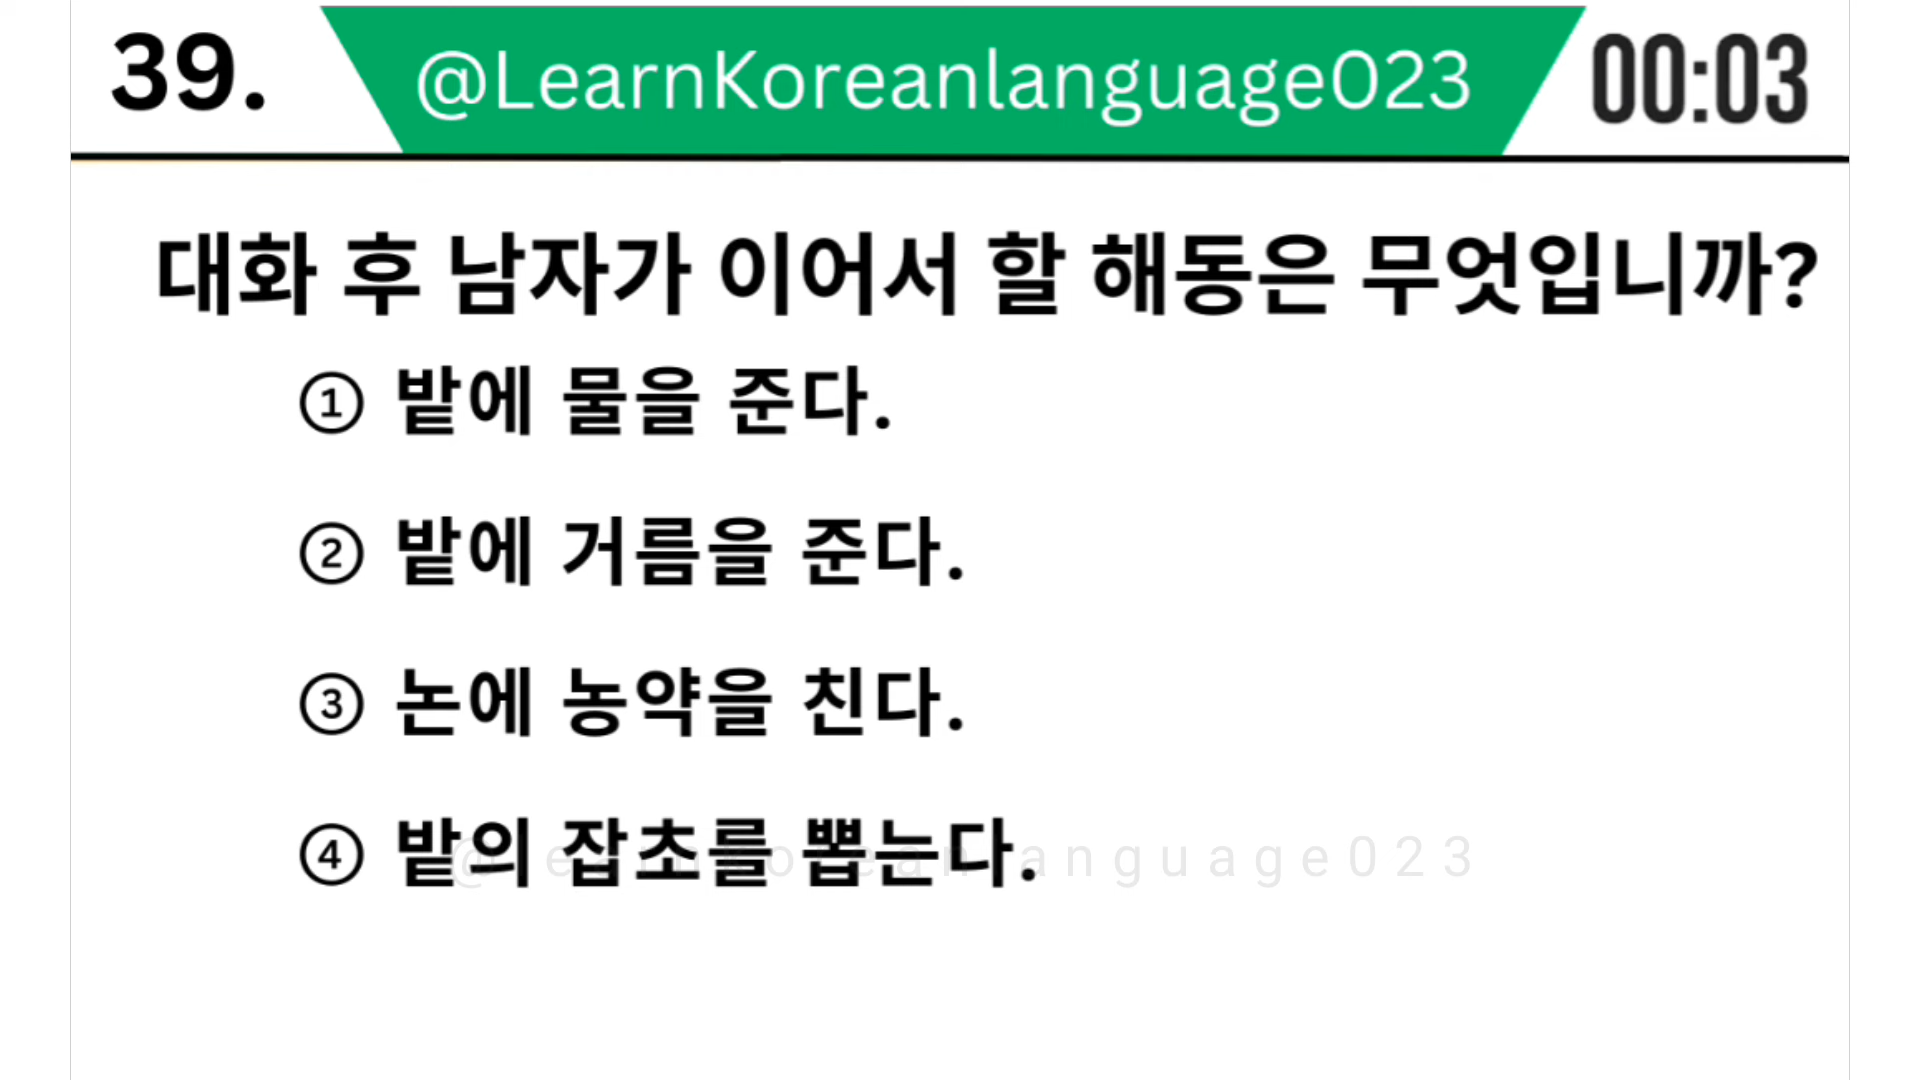 39.
@LearnKoreanlanguage023
00:03
대화 후 남자가 이어서 할 해동은 무엇입니까?
① 밭에 물을 준다.
② 밭에 거름을 준다.
③ 논에 농약을 친다.
④ 밭의 잡초를 뽑는다.
@learnkoreanlanguage023